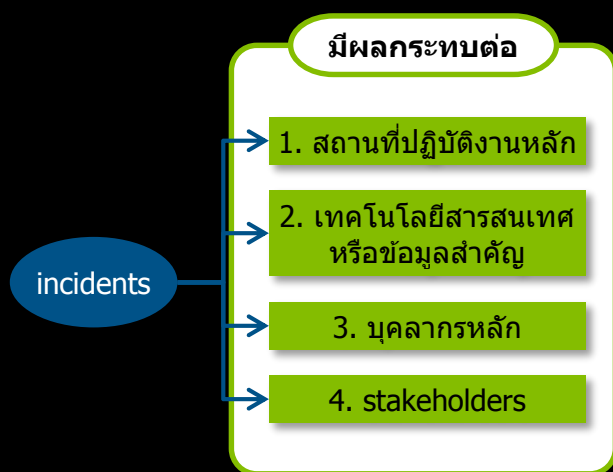 มีผลกระทบต่อ
1. สถานที่ปฏิบัติงานหลัก
2. เทคโนโลยีสารสนเทศ
หรือข้อมูลสำคัญ
incidents
3. บุคลากรหลัก
4. stakeholders